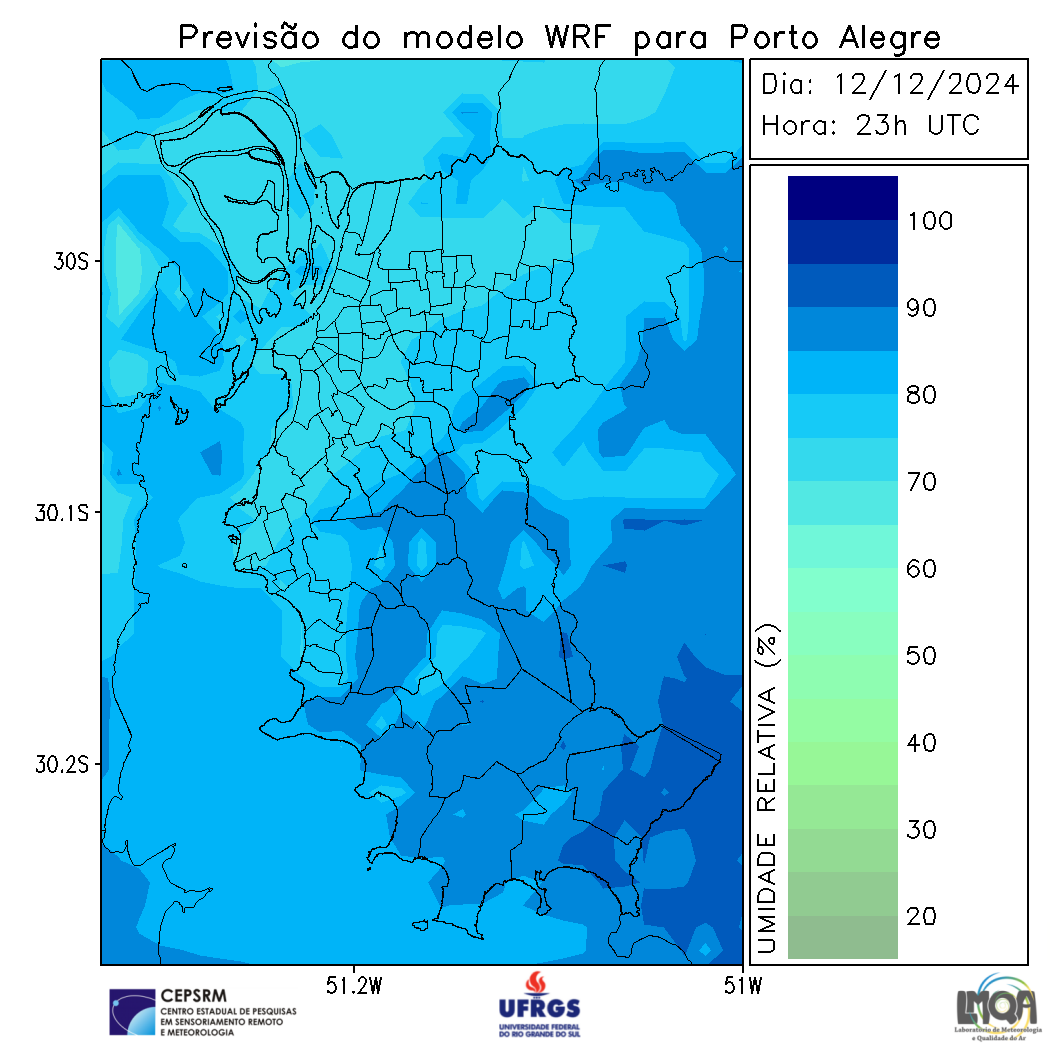 Previsão do modelo WRF para Porto Alegre
Dia: 12/12/2024
Hora: 23h UTC
30S
30.1S
30.2S
51.2W
51W
UMIDADE RELATIVA (%)
100
90
80
70
60
50
40
30
20
CEPSRM
CENTRO ESTADUAL DE PESQUISAS
EM SENSORIAMENTO REMOTO
E METEOROLOGIA
UFRGS
UNIVERSIDADE FEDERAL
DO RIO GRANDE DO SUL
LMQA
Laboratório de Meteorologia
e Qualidade do Ar